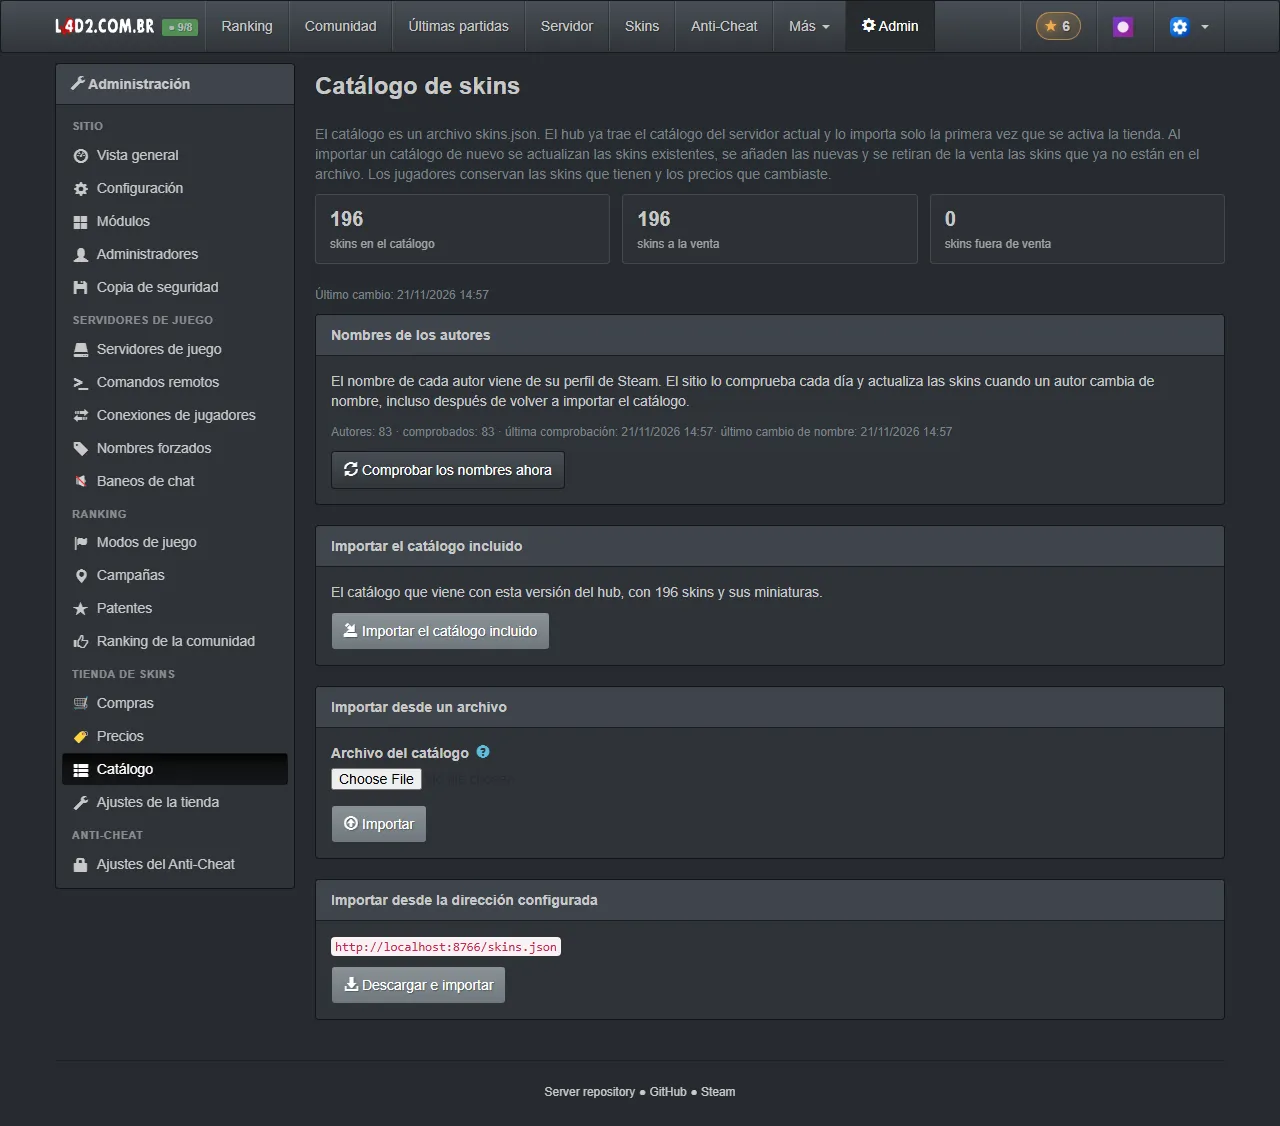 L4D2.COM.BR
9/8
Ranking
Comunidad
Últimas partidas
Servidor
Skins
Anti-Cheat
Más
Admin
6
Administración
SITIO
Vista general
Configuración
Módulos
Administradores
Copia de seguridad
SERVIDORES DE JUEGO
Servidores de juego
Comandos remotos
Conexiones de jugadores
Nombres forzados
Baneos de chat
RANKING
Modos de juego
Campañas
Patentes
Ranking de la comunidad
TIENDA DE SKINS
Compras
Precios
Catálogo
Ajustes de la tienda
ANTI-CHEAT
Ajustes del Anti-Cheat
Catálogo de skins
El catálogo es un archivo skins.json. El hub ya trae el catálogo del servidor actual y lo importa solo la primera vez que se activa la tienda. Al
importar un catálogo de nuevo se actualizan las skins existentes, se añaden las nuevas y se retiran de la venta las skins que ya no están en el
archivo. Los jugadores conservan las skins que tienen y los precios que cambiaste.
196
skins en el catálogo
196
skins a la venta
0
skins fuera de venta
Último cambio: 21/11/2026 14:57
Nombres de los autores
El nombre de cada autor viene de su perfil de Steam. El sitio lo comprueba cada día y actualiza las skins cuando un autor cambia de
nombre, incluso después de volver a importar el catálogo.
Autores: 83 · comprobados: 83 · última comprobación: 21/11/2026 14:57· último cambio de nombre: 21/11/2026 14:57
Comprobar los nombres ahora
Importar el catálogo incluido
El catálogo que viene con esta versión del hub, con 196 skins y sus miniaturas.
Importar el catálogo incluido
Importar desde un archivo
Archivo del catálogo
Choose File
No file chosen
Importar
Importar desde la dirección configurada
http://localhost:8766/skins.json
Descargar e importar
Server repository ● GitHub ● Steam